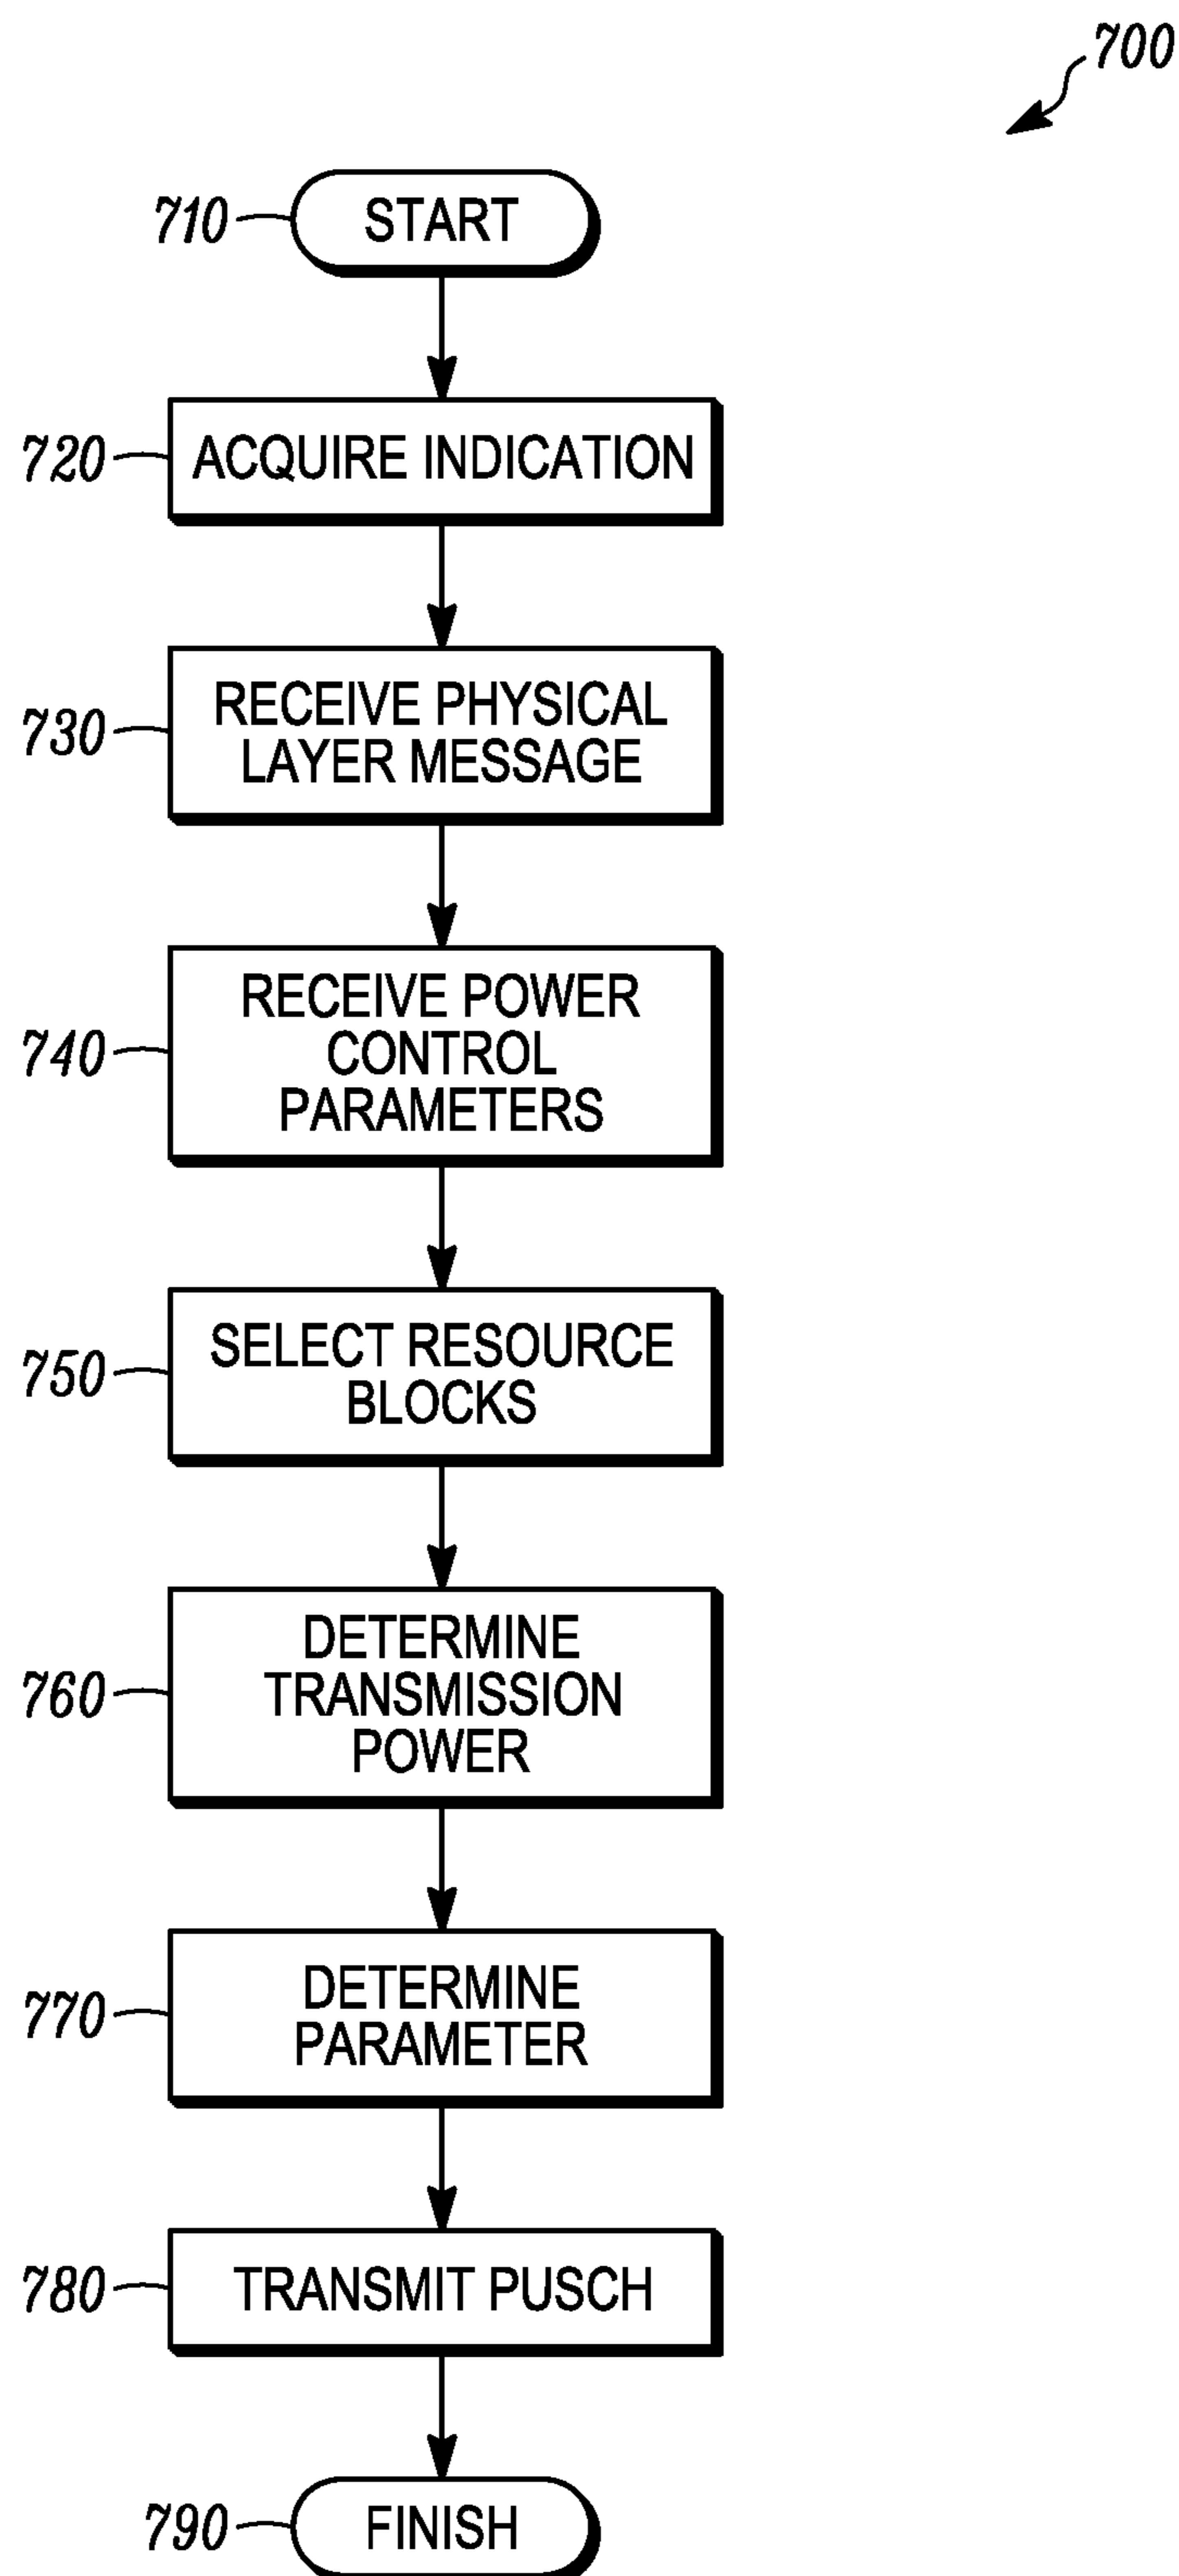 700
710 START
720 ACQUIRE INDICATION
730 RECEIVE PHYSICAL
LAYER MESSAGE
740 RECEIVE POWER
CONTROL
PARAMETERS
750 SELECT RESOURCE
BLOCKS
760 DETERMINE
TRANSMISSION
POWER
770 DETERMINE
PARAMETER
780 TRANSMIT PUSCH
790 FINISH